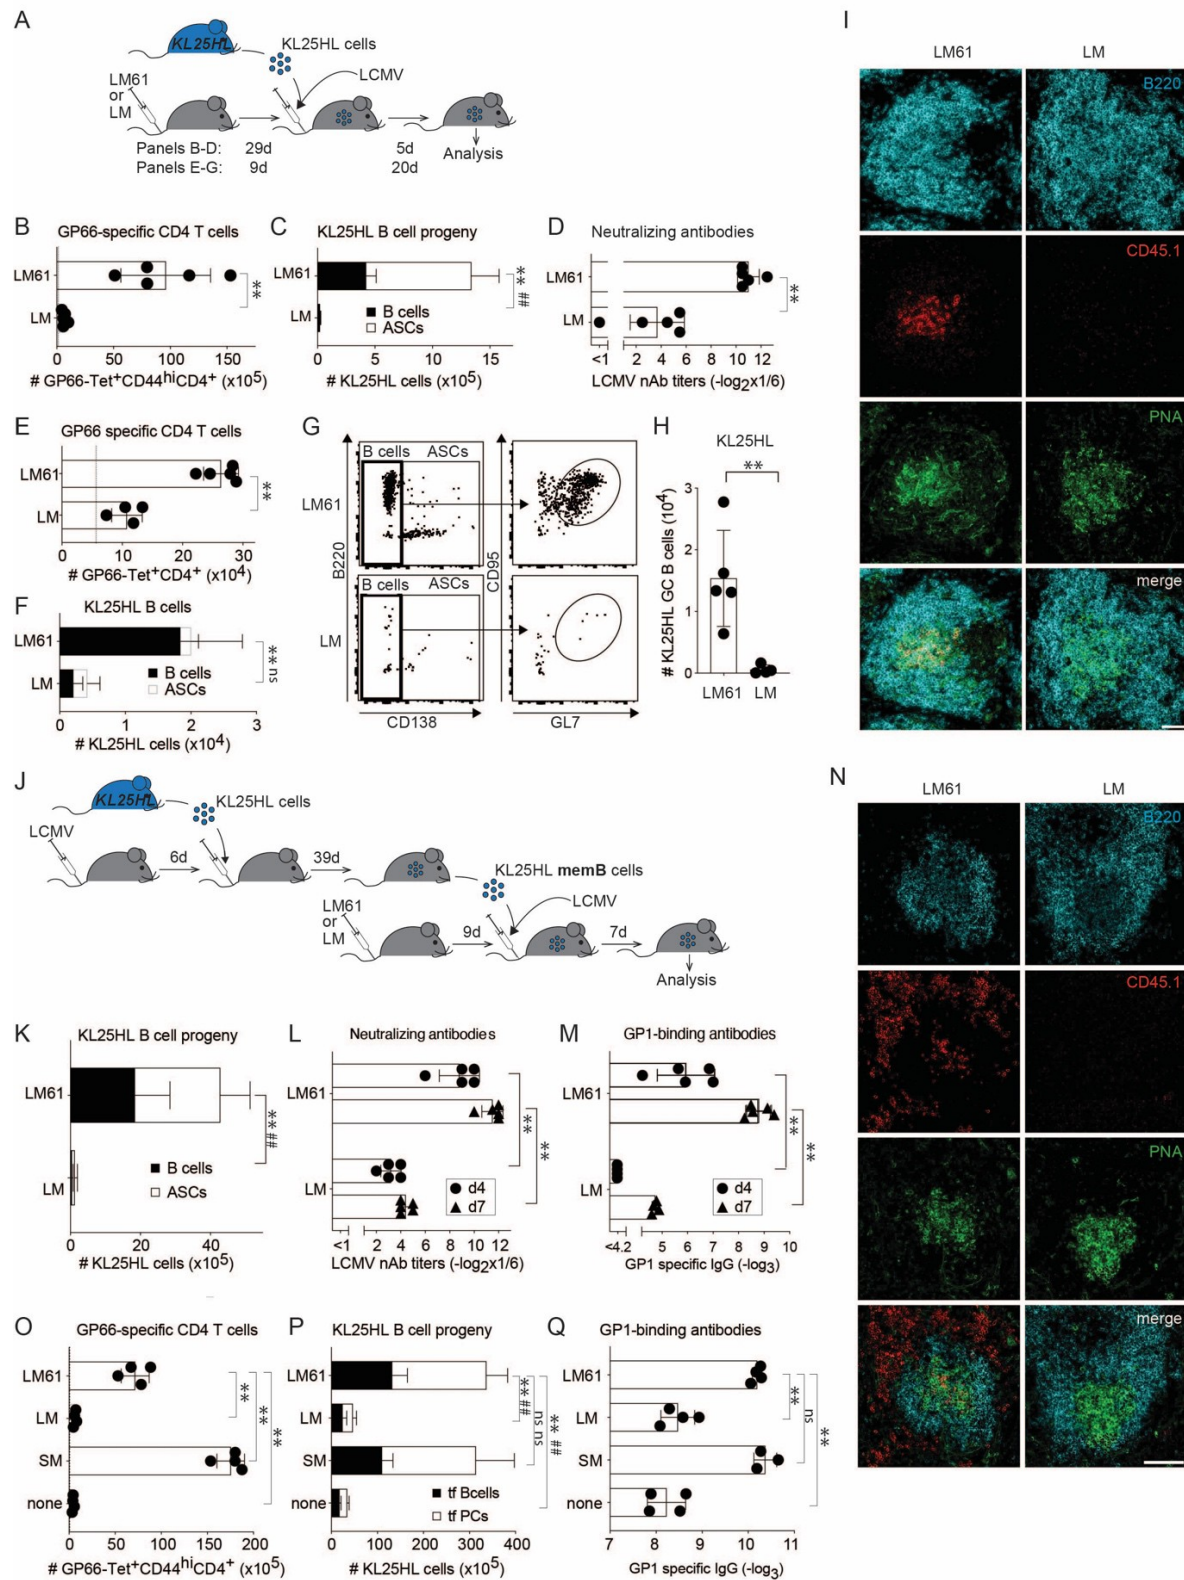 A
KL25HL
KL25HL cells
LM61
or
LM
LCMV
Panels B-D: 29d 5d
Panels E-G: 9d 20d
Analysis
B
GP66-specific CD4 T cells
LM61
LM
**
0 50 100 150
# GP66-Tet+CD44hiCD4+ (x10^5)
C
KL25HL B cell progeny
LM61
LM
B cells
ASCs
** ##
0 5 10 15
# KL25HL cells (x10^5)
D
Neutralizing antibodies
LM61
LM
**
<1 2 4 6 8 10 12
LCMV nAb titers (-log2x1/6)
E
GP66 specific CD4 T cells
LM61
LM
**
0 10 20 30
# GP66-Tet+CD4+ (x10^4)
F
KL25HL B cells
LM61
LM
B cells
ASCs
** ns
0 1 2 3
# KL25HL cells (x10^4)
G
B cells ASCs
LM61
B220
CD95
B cells ASCs
LM
CD138
GL7
H
KL25HL
**
# KL25HL GC B cells (10^4)
3
2
1
0
LM61 LM
I
LM61 LM
B220
CD45.1
PNA
merge
J
KL25HL
KL25HL cells
LCMV
6d
39d
KL25HL memB cells
LCMV
LM61
or
LM
9d
7d
Analysis
K
KL25HL B cell progeny
LM61
LM
B cells
ASCs
** ##
0 20 40
# KL25HL cells (x10^5)
L
Neutralizing antibodies
LM61
LM
d4
d7
**
**
<1 2 4 6 8 10 12
LCMV nAb titers (-log2x1/6)
M
GP1-binding antibodies
LM61
LM
d4
d7
**
**
<4.2 5 6 7 8 9 10
GP1 specific IgG (-log3)
N
LM61 LM
B220
CD45.1
PNA
merge
O
GP66-specific CD4 T cells
LM61
LM
SM
none
**
**
**
0 50 100 150 200
# GP66-Tet+CD44hiCD4+ (x10^5)
P
KL25HL B cell progeny
LM61
LM
SM
none
tf Bcells
tf PCs
** ##
ns ns
** ##
0 100 200 300 400
# KL25HL cells (x10^5)
Q
GP1-binding antibodies
LM61
LM
SM
none
**
ns
**
7 8 9 10 11
GP1 specific IgG (-log3)